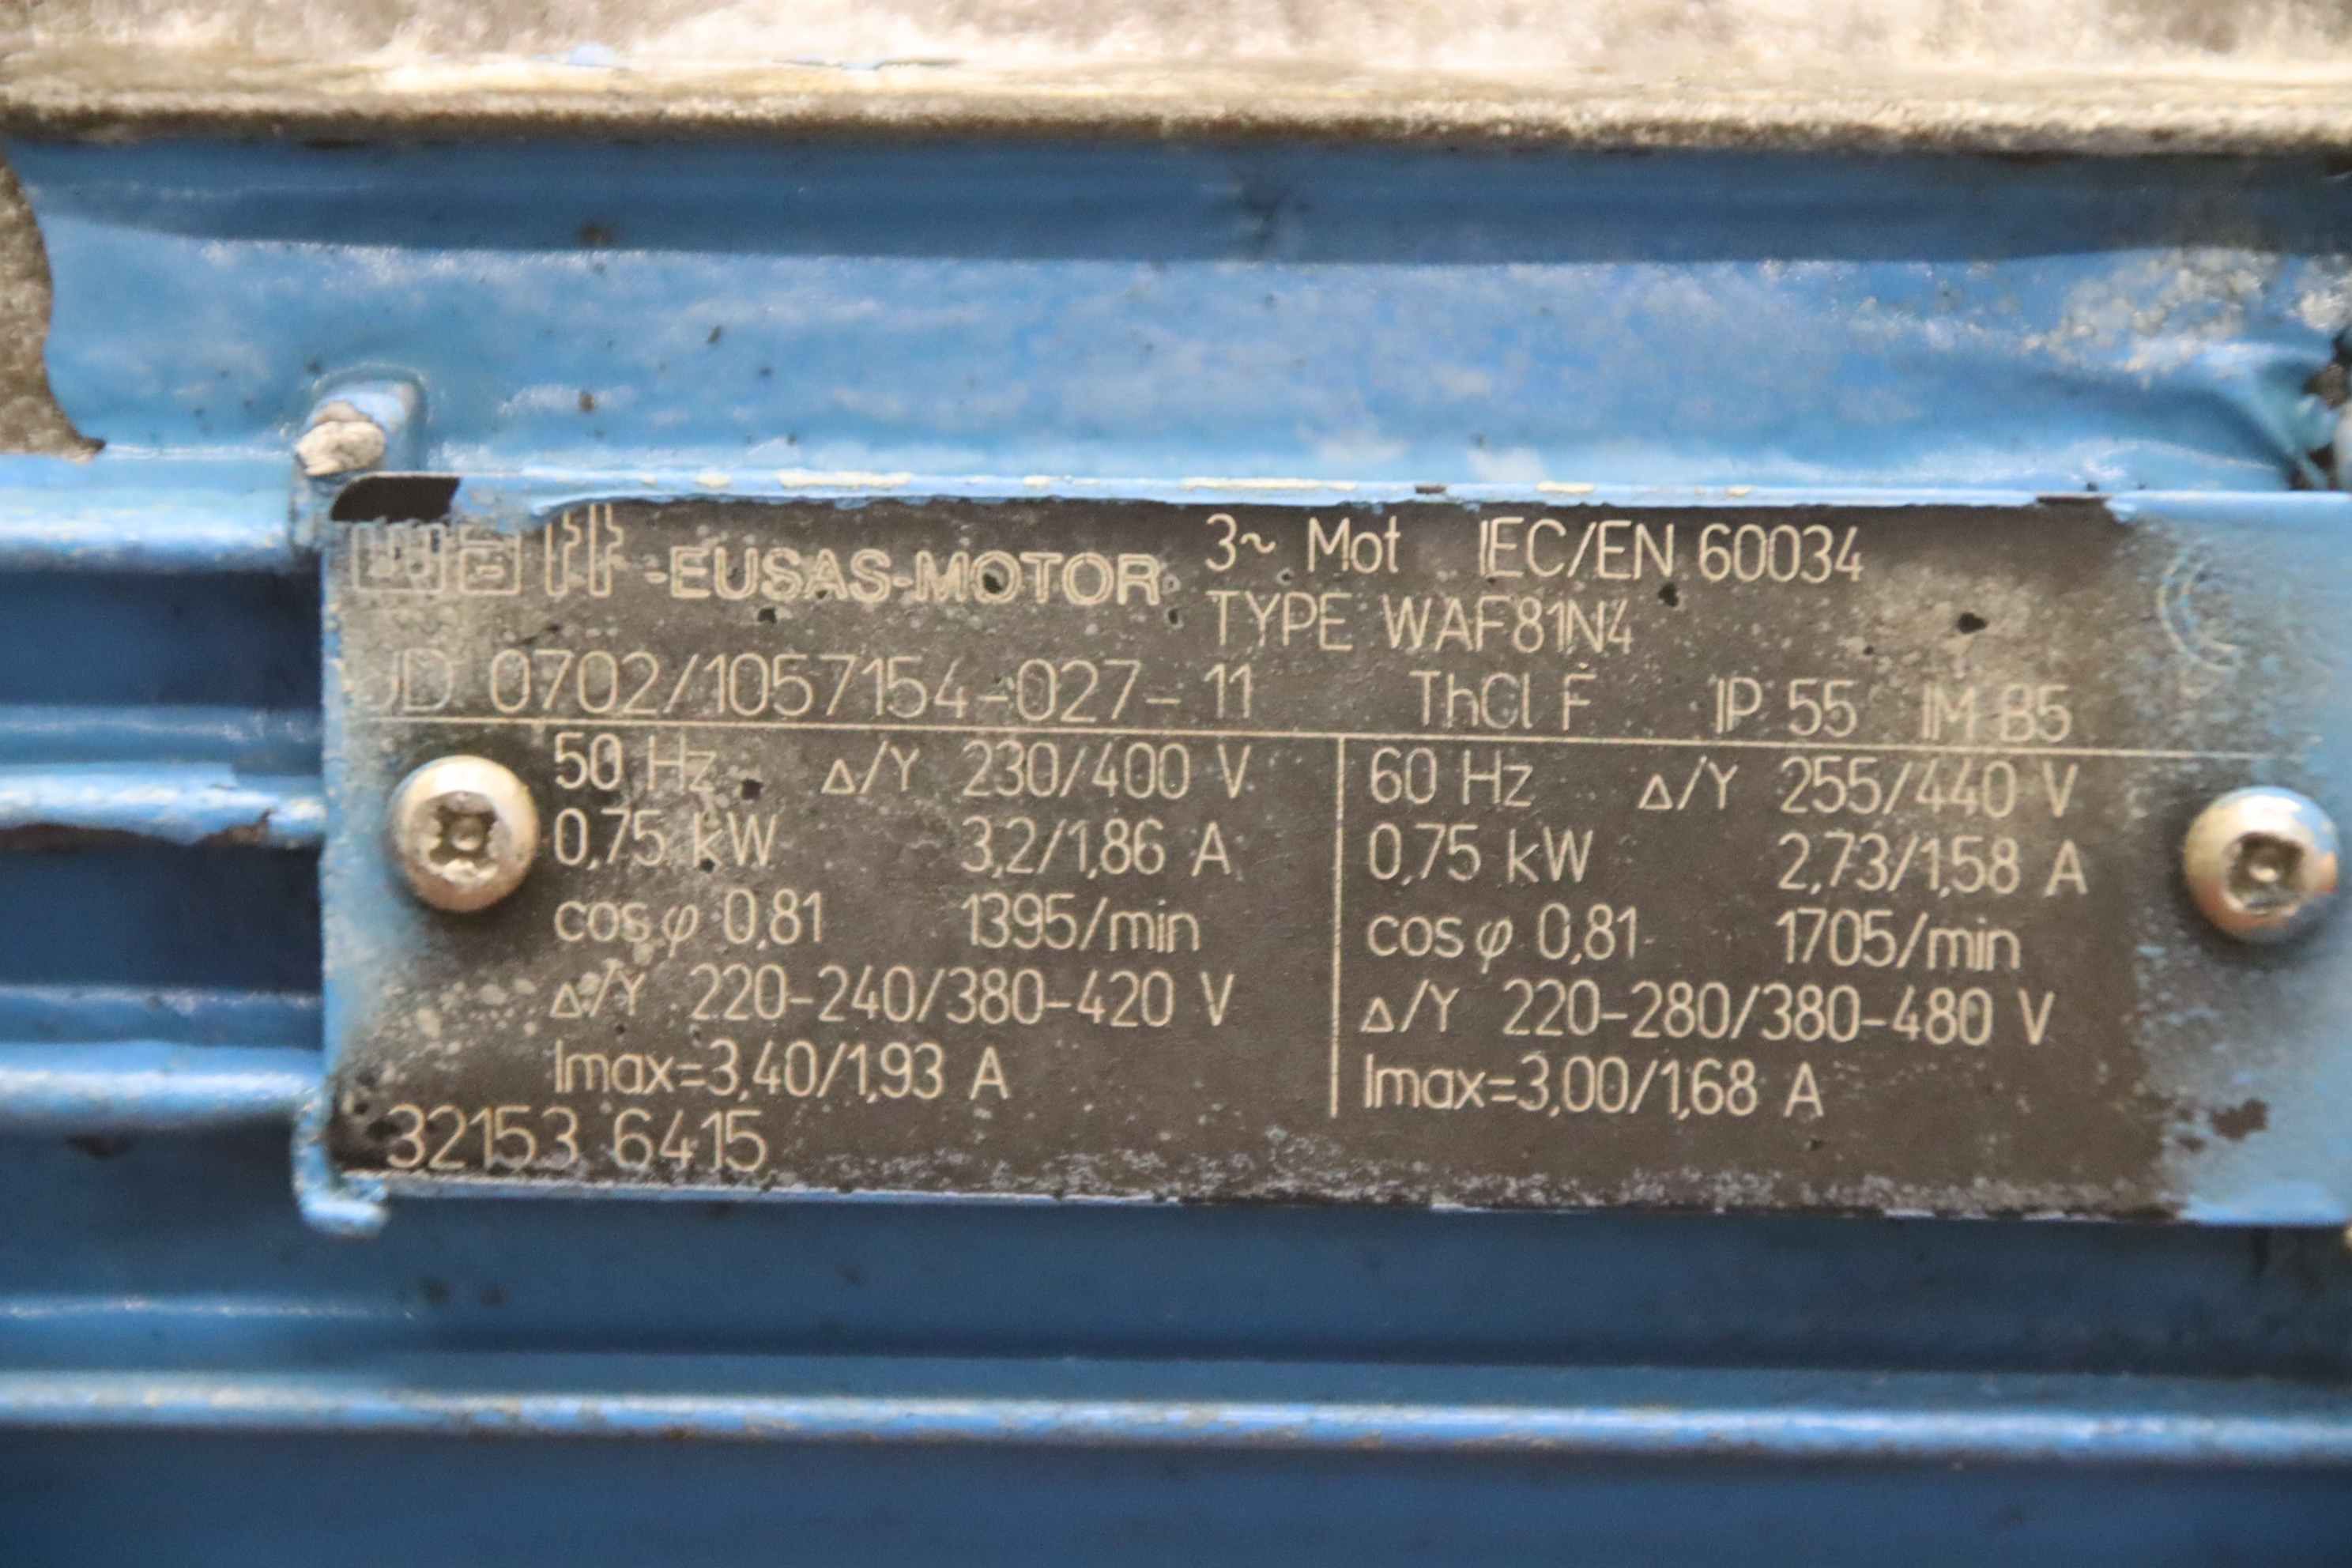 -EUSAS-MOTOR
3~ Mot IEC/EN 60034
TYPE WAF81N4
UD 0702/1057154-027-11 ThCl F IP 55 IM B5
50 Hz Δ/Y 230/400 V
0,75 kW 3,2/1,86 A
cos φ 0,81 1395/min
Δ/Y 220-240/380-420 V
Imax=3,40/1,93 A
60 Hz Δ/Y 255/440 V
0,75 kW 2,73/1,58 A
cos φ 0,81 1705/min
Δ/Y 220-280/380-480 V
Imax=3,00/1,68 A
32153 6415